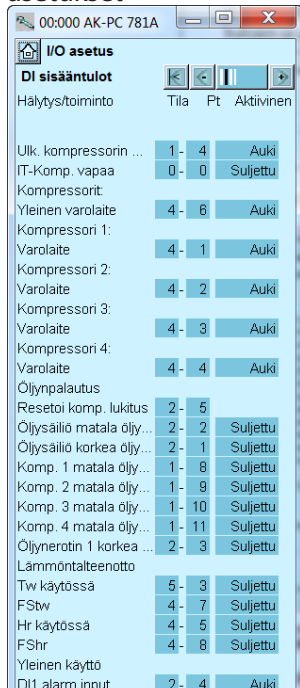 asetukset
00:000 AK-PC 781A
I/O asetus
DI sisääntulot
Hälytys/toiminto Tila Pt Aktiivinen
Ulk. kompressorin ... 1 - 4 Auki
IT-Komp. vapaa 0 - 0 Suljettu
Kompressorit:
Yleinen varolaite 4 - 6 Auki
Kompressori 1:
Varolaite 4 - 1 Auki
Kompressori 2:
Varolaite 4 - 2 Auki
Kompressori 3:
Varolaite 4 - 3 Auki
Kompressori 4:
Varolaite 4 - 4 Auki
Öljynpalautus
Resetoi komp. lukitus 2 - 5
Öljysäiliö matala öljy... 2 - 2 Suljettu
Öljysäiliö korkea öljy... 2 - 1 Suljettu
Komp. 1 matala öljy... 1 - 8 Suljettu
Komp. 2 matala öljy... 1 - 9 Suljettu
Komp. 3 matala öljy... 1 - 10 Suljettu
Komp. 4 matala öljy... 1 - 11 Suljettu
Öljynerotin 1 korkea ... 2 - 3 Suljettu
Lämmöntalteenotto
Tw käytössä 5 - 3 Suljettu
FStw 4 - 7 Suljettu
Hr käytössä 4 - 5 Suljettu
FShr 4 - 8 Suljettu
Yleinen käyttö
DI1 alarm input 2 - 4 Auki